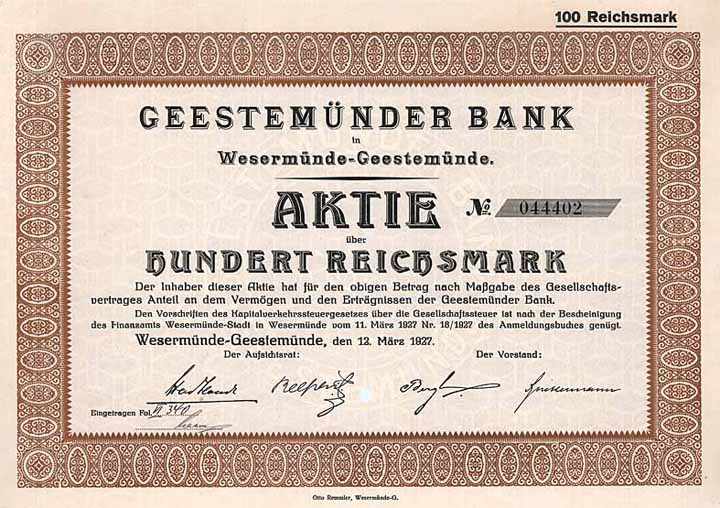 100 Reichsmark
GEESTEMÜNDER BANK
in
Wesermünde-Geestemünde.
AKTIE № 044402
über
HUNDERT REICHSMARK
Der Inhaber dieser Aktie hat für den obigen Betrag nach Maßgabe des Gesellschafts-
vertrages Anteil an dem Vermögen und den Erträgnissen der Geestemünder Bank.
Den Vorschriften des Kapitalverkehrssteuergesetzes über die Gesellschaftssteuer ist nach der Bescheinigung
des Finanzamts Wesermünde-Stadt in Wesermünde vom 11. März 1927 Nr. 18/1927 des Anmeldungsbuches genügt.
Wesermünde-Geestemünde, den 12. März 1927.
Der Aufsichtsrat: Der Vorstand:
Eingetragen Fol. VI 340
Otto Remmler, Wesermünde-G.